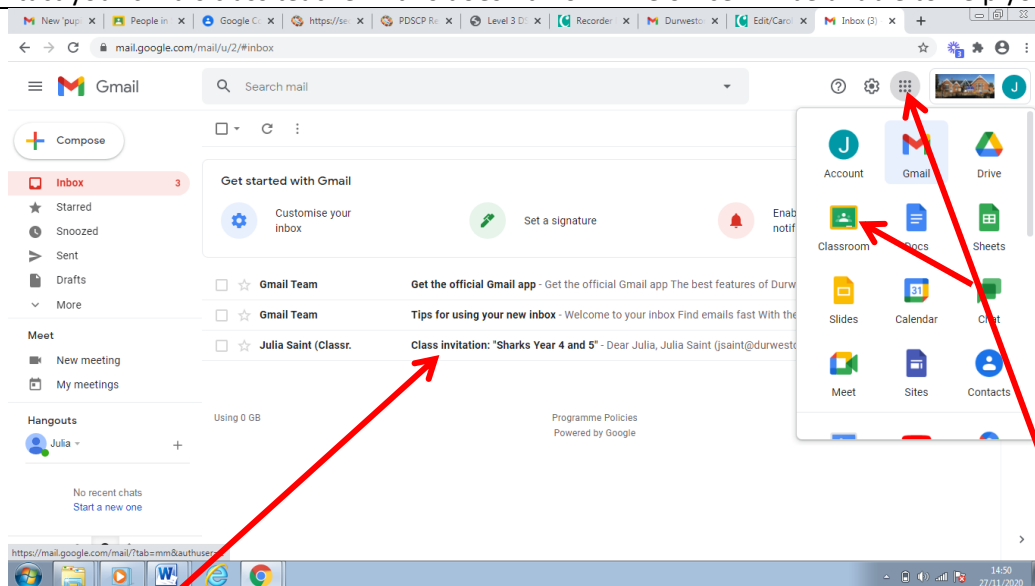 New 'pupi
People in
Google Cl
https://sec
PDSCP Re
Level 3 D
Recorder
Durwesto
Edit/Carol
Inbox (3)
mail.google.com/mail/u/2/#inbox
3
Gmail
Search mail
J
Compose
Inbox 3
Starred
Snoozed
Sent
Drafts
More
Meet
New meeting
My meetings
Hangouts
Julia
No recent chats
Start a new one
Get started with Gmail
Customise your
inbox
Set a signature
Enab
notif
Gmail Team Get the official Gmail app - Get the official Gmail app The best features of Durw
Gmail Team Tips for using your new inbox - Welcome to your inbox Find emails fast With the
Julia Saint (Classr. Class invitation: "Sharks Year 4 and 5" - Dear Julia, Julia Saint (jsaint@durwest
Using 0 GB
Programme Policies
Powered by Google
J
Account Gmail Drive
Classroom Docs Sheets
31
Slides Calendar Chat
Meet Sites Contacts
https://mail.google.com/mail/?tab=mm&authuser=
W
14:50
27/11/2020